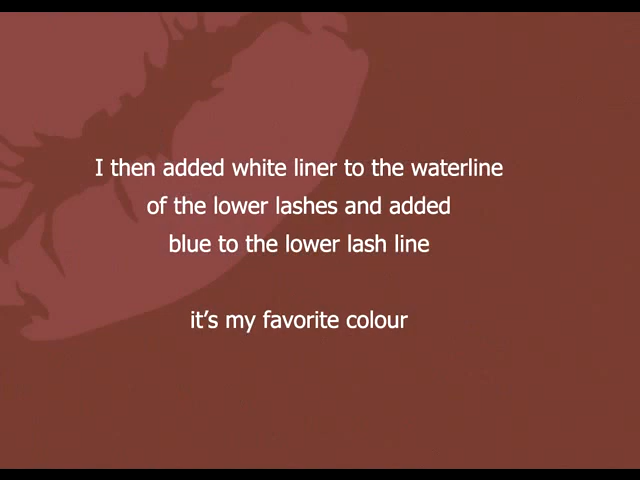 I then added white liner to the waterline
of the lower lashes and added
blue to the lower lash line
it’s my favorite colour